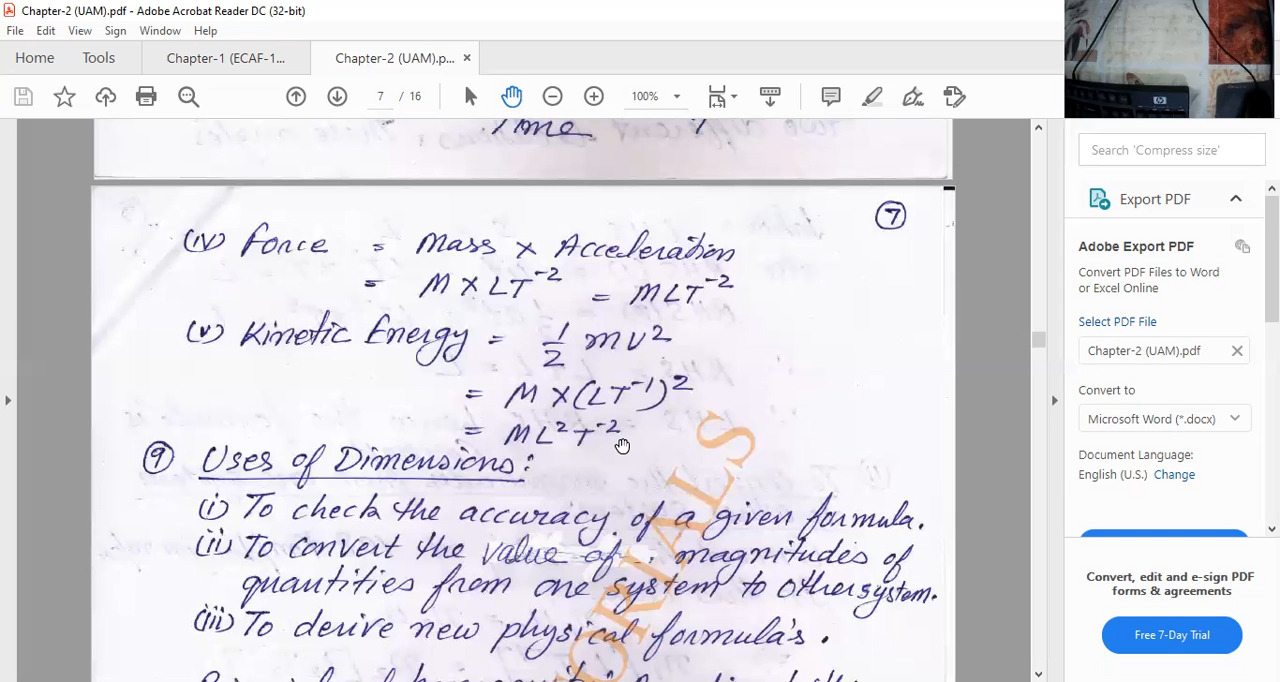 Chapter-2 (UAM).pdf - Adobe Acrobat Reader DC (32-bit)
File Edit View Sign Window Help
Home Tools Chapter-1 (ECAF-1... Chapter-2 (UAM).p... ×
7 / 16 100%
Time
7
(iv) Force = Mass × Acceleration
= M × LT⁻² = MLT⁻²
(v) Kinetic Energy = 1/2 mv²
= M × (LT⁻¹)²
= ML²T⁻²
9 Uses of Dimensions:
(i) To check the accuracy of a given formula.
(ii) To convert the value of magnitudes of
quantities from one system to other system.
(iii) To derive new physical formula's.
ORIALS
hp
Search 'Compress size'
Export PDF
Adobe Export PDF
Convert PDF Files to Word
or Excel Online
Select PDF File
Chapter-2 (UAM).pdf ×
Convert to
Microsoft Word (*.docx)
Document Language:
English (U.S.) Change
Convert, edit and e-sign PDF
forms & agreements
Free 7-Day Trial